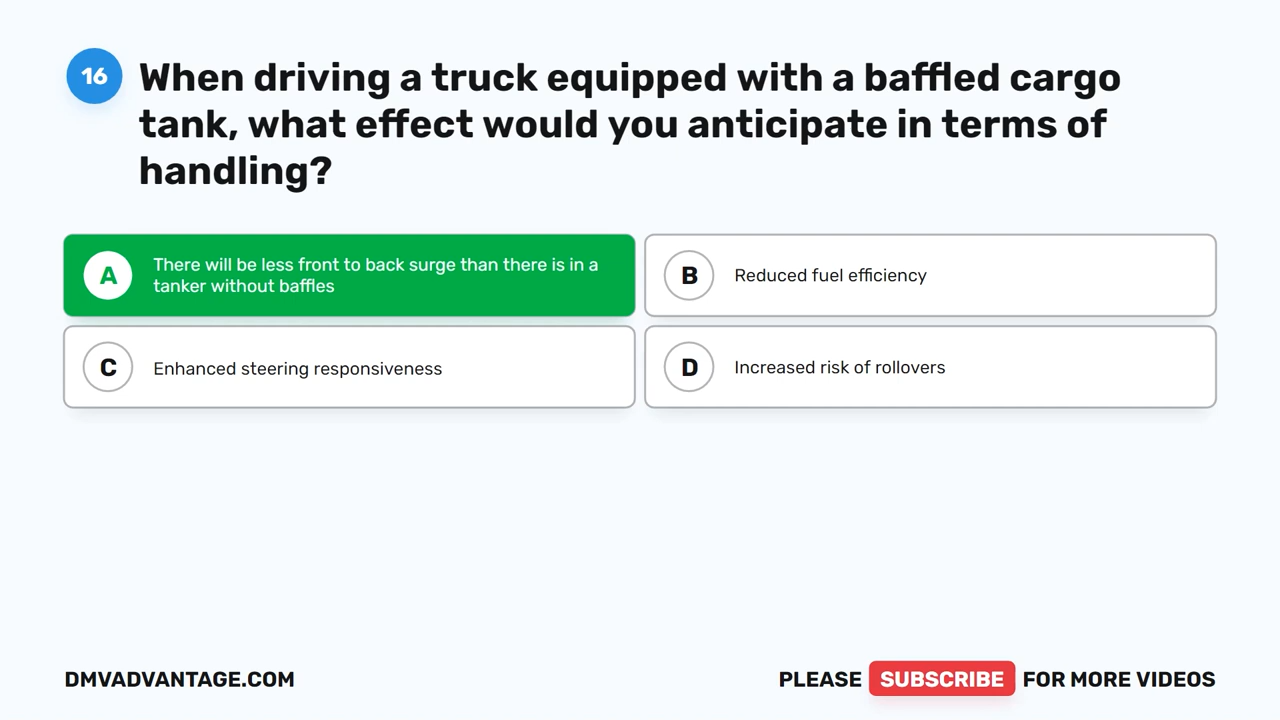 16
When driving a truck equipped with a baffled cargo
tank, what effect would you anticipate in terms of
handling?
A
There will be less front to back surge than there is in a
tanker without baffles
B
Reduced fuel efficiency
C
Enhanced steering responsiveness
D
Increased risk of rollovers
DMVADVANTAGE.COM
PLEASE SUBSCRIBE FOR MORE VIDEOS